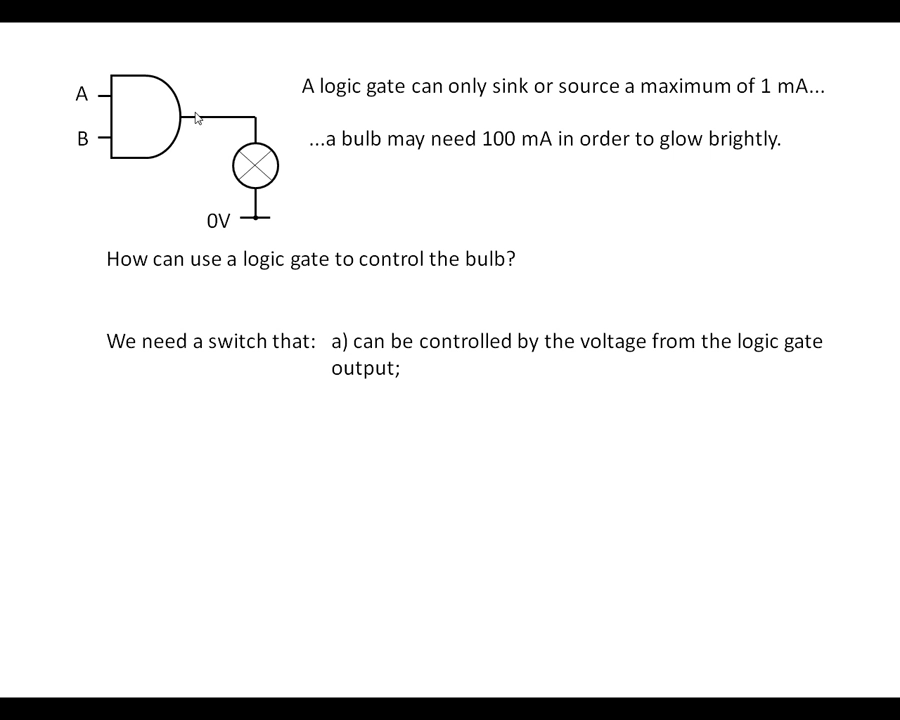 A
A logic gate can only sink or source a maximum of 1 mA...
B
...a bulb may need 100 mA in order to glow brightly.
0V
How can use a logic gate to control the bulb?
We need a switch that: a) can be controlled by the voltage from the logic gate
output;